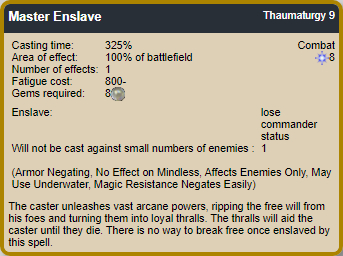 Master Enslave Thaumaturgy 9
Casting time: 325% Combat
Area of effect: 100% of battlefield 8
Number of effects: 1
Fatigue cost: 800-
Gems required: 8
Enslave: lose
commander
status
Will not be cast against small numbers of enemies : 1
(Armor Negating, No Effect on Mindless, Affects Enemies Only, May
Use Underwater, Magic Resistance Negates Easily)
The caster unleashes vast arcane powers, ripping the free will from
his foes and turning them into loyal thralls. The thralls will aid the
caster until they die. There is no way to break free once enslaved by
this spell.